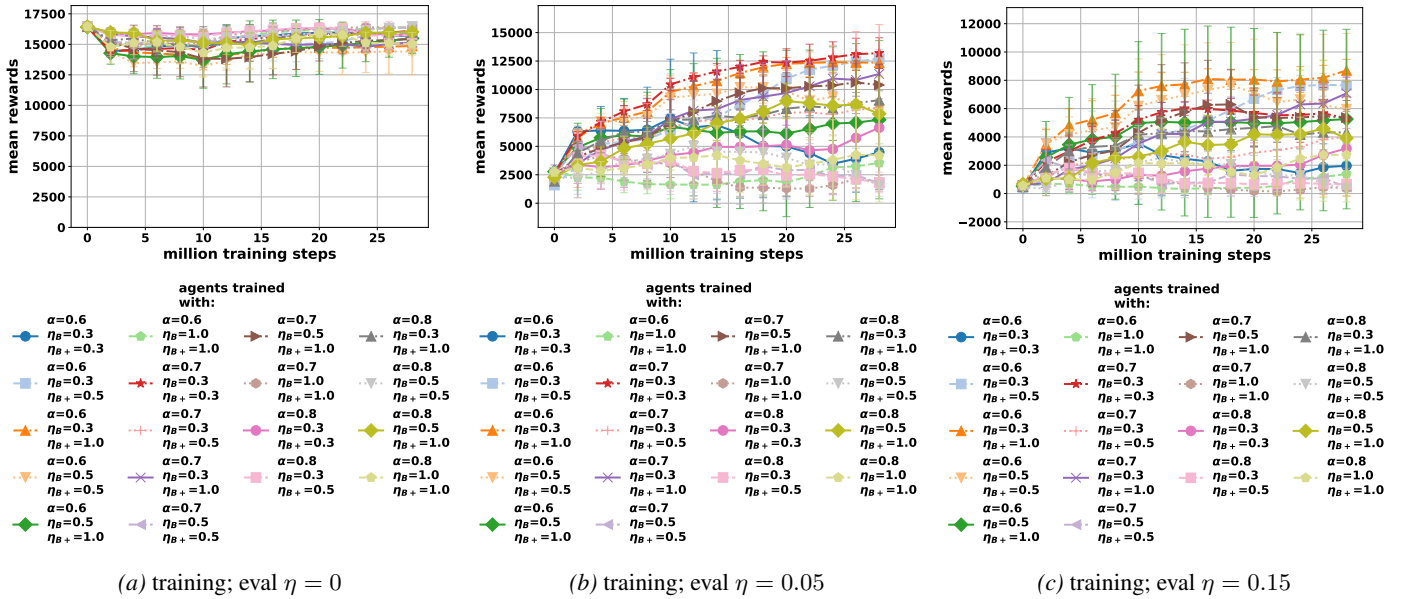 17500
15000
12500
10000
7500
5000
2500
0
mean rewards
0 5 10 15 20 25
million training steps
agents trained
with:
α=0.6 α=0.6 α=0.7 α=0.8
η_B=0.3 η_B=1.0 η_B=0.5 η_B=0.3
η_B+=0.3 η_B+=1.0 η_B+=1.0 η_B+=1.0
α=0.6 α=0.7 α=0.7 α=0.8
η_B=0.3 η_B=0.3 η_B=1.0 η_B=0.5
η_B+=0.5 η_B+=0.3 η_B+=1.0 η_B+=0.5
α=0.6 α=0.7 α=0.8 α=0.8
η_B=0.3 η_B=0.3 η_B=0.3 η_B=0.5
η_B+=1.0 η_B+=0.5 η_B+=0.3 η_B+=1.0
α=0.6 α=0.7 α=0.8 α=0.8
η_B=0.5 η_B=0.3 η_B=0.3 η_B=1.0
η_B+=0.5 η_B+=1.0 η_B+=0.5 η_B+=1.0
α=0.6 α=0.7
η_B=0.5 η_B=0.5
η_B+=1.0 η_B+=0.5
(a) training; eval η = 0
15000
12500
10000
7500
5000
2500
0
mean rewards
0 5 10 15 20 25
million training steps
agents trained
with:
α=0.6 α=0.6 α=0.7 α=0.8
η_B=0.3 η_B=1.0 η_B=0.5 η_B=0.3
η_B+=0.3 η_B+=1.0 η_B+=1.0 η_B+=1.0
α=0.6 α=0.7 α=0.7 α=0.8
η_B=0.3 η_B=0.3 η_B=1.0 η_B=0.5
η_B+=0.5 η_B+=0.3 η_B+=1.0 η_B+=0.5
α=0.6 α=0.7 α=0.8 α=0.8
η_B=0.3 η_B=0.3 η_B=0.3 η_B=0.5
η_B+=1.0 η_B+=0.5 η_B+=0.3 η_B+=1.0
α=0.6 α=0.7 α=0.8 α=0.8
η_B=0.5 η_B=0.3 η_B=0.3 η_B=1.0
η_B+=0.5 η_B+=1.0 η_B+=0.5 η_B+=1.0
α=0.6 α=0.7
η_B=0.5 η_B=0.5
η_B+=1.0 η_B+=0.5
(b) training; eval η = 0.05
12000
10000
8000
6000
4000
2000
0
−2000
mean rewards
0 5 10 15 20 25
million training steps
agents trained
with:
α=0.6 α=0.6 α=0.7 α=0.8
η_B=0.3 η_B=1.0 η_B=0.5 η_B=0.3
η_B+=0.3 η_B+=1.0 η_B+=1.0 η_B+=1.0
α=0.6 α=0.7 α=0.7 α=0.8
η_B=0.3 η_B=0.3 η_B=1.0 η_B=0.5
η_B+=0.5 η_B+=0.3 η_B+=1.0 η_B+=0.5
α=0.6 α=0.7 α=0.8 α=0.8
η_B=0.3 η_B=0.3 η_B=0.3 η_B=0.5
η_B+=1.0 η_B+=0.5 η_B+=0.3 η_B+=1.0
α=0.6 α=0.7 α=0.8 α=0.8
η_B=0.5 η_B=0.3 η_B=0.3 η_B=1.0
η_B+=0.5 η_B+=1.0 η_B+=0.5 η_B+=1.0
α=0.6 α=0.7
η_B=0.5 η_B=0.5
η_B+=1.0 η_B+=0.5
(c) training; eval η = 0.15